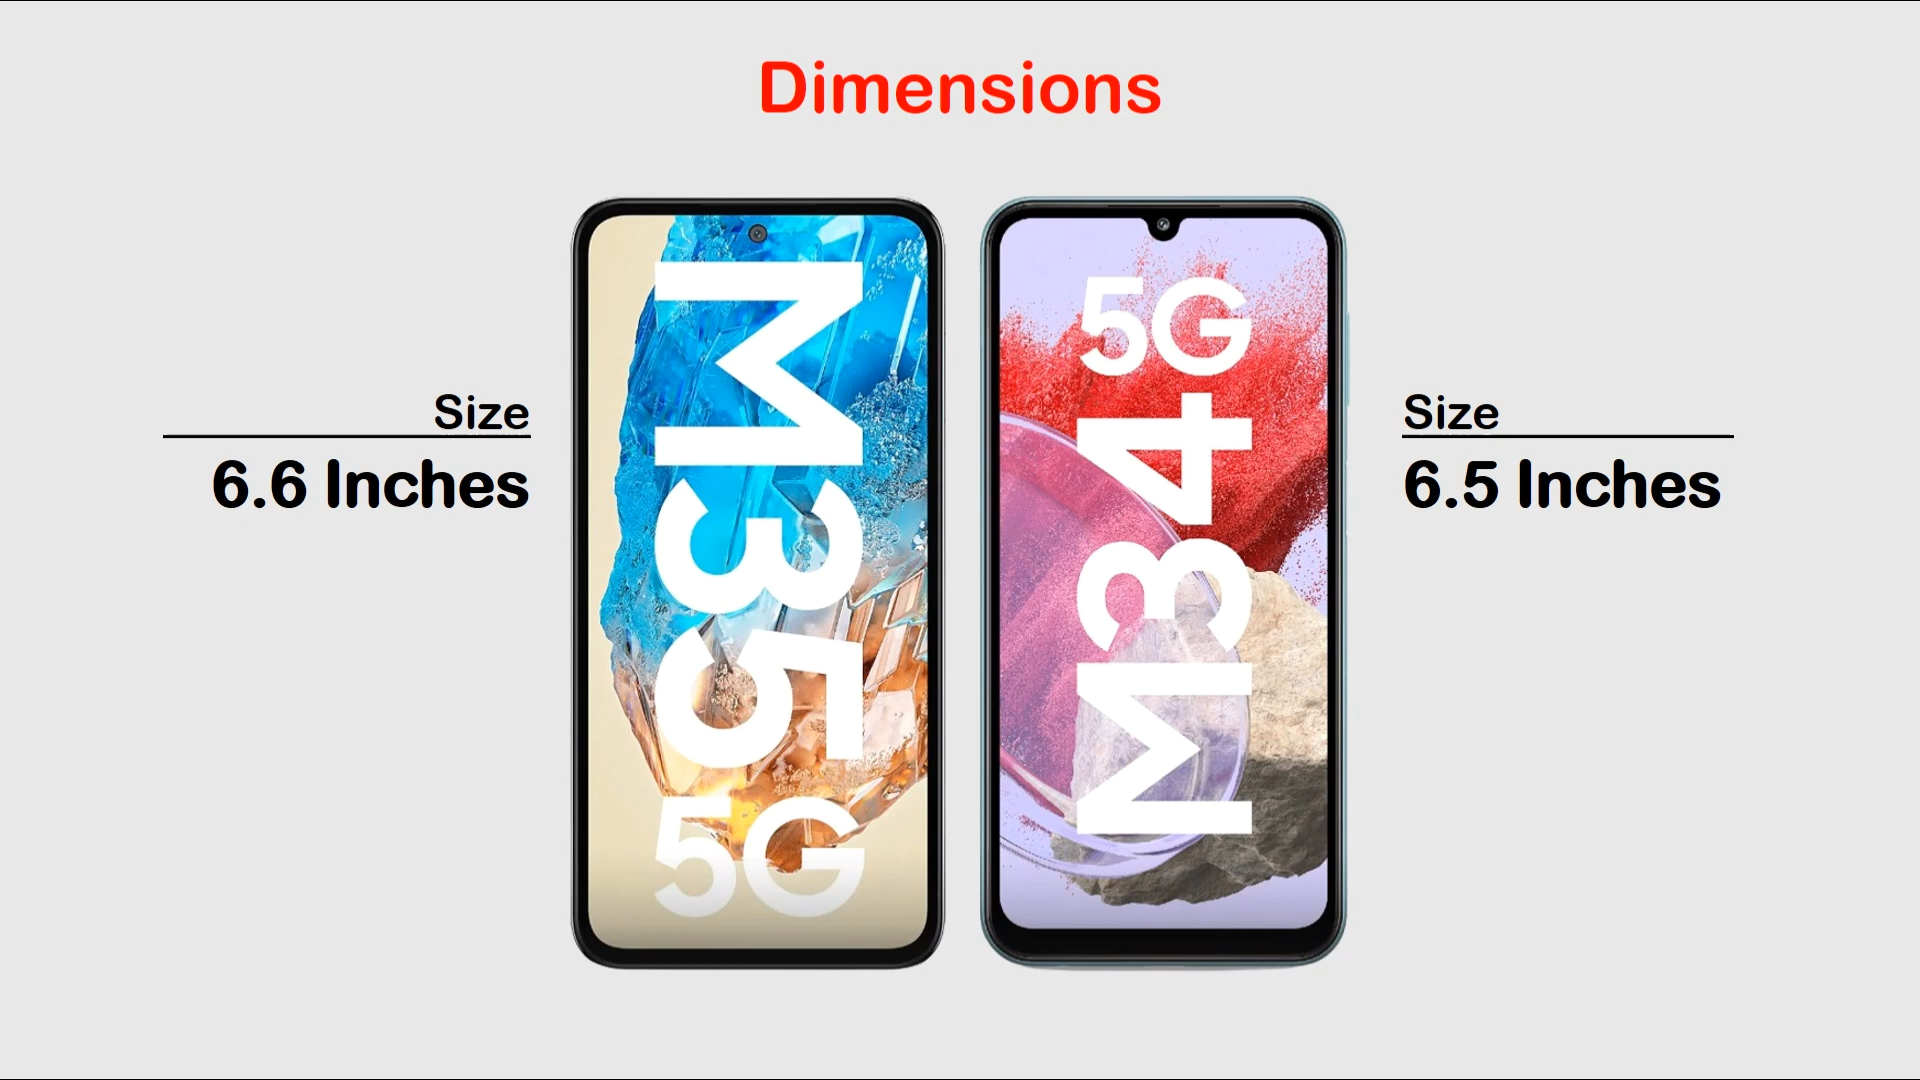 Dimensions
Size
6.6 Inches
M35
5G
M34
5G
Size
6.5 Inches